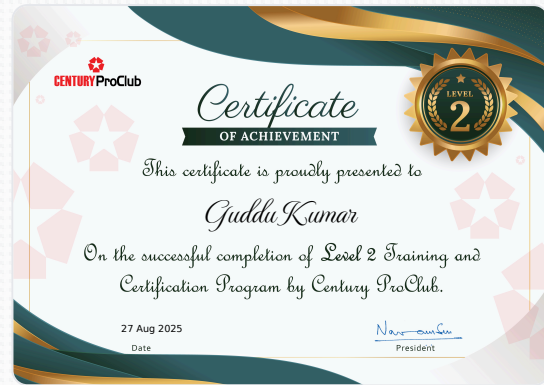 CENTURY ProClub
Certificate
OF ACHIEVEMENT
LEVEL
2
This certificate is proudly presented to
Guddu Kumar
On the successful completion of Level 2 Training and
Certification Program by Century ProClub.
27 Aug 2025
Date
President